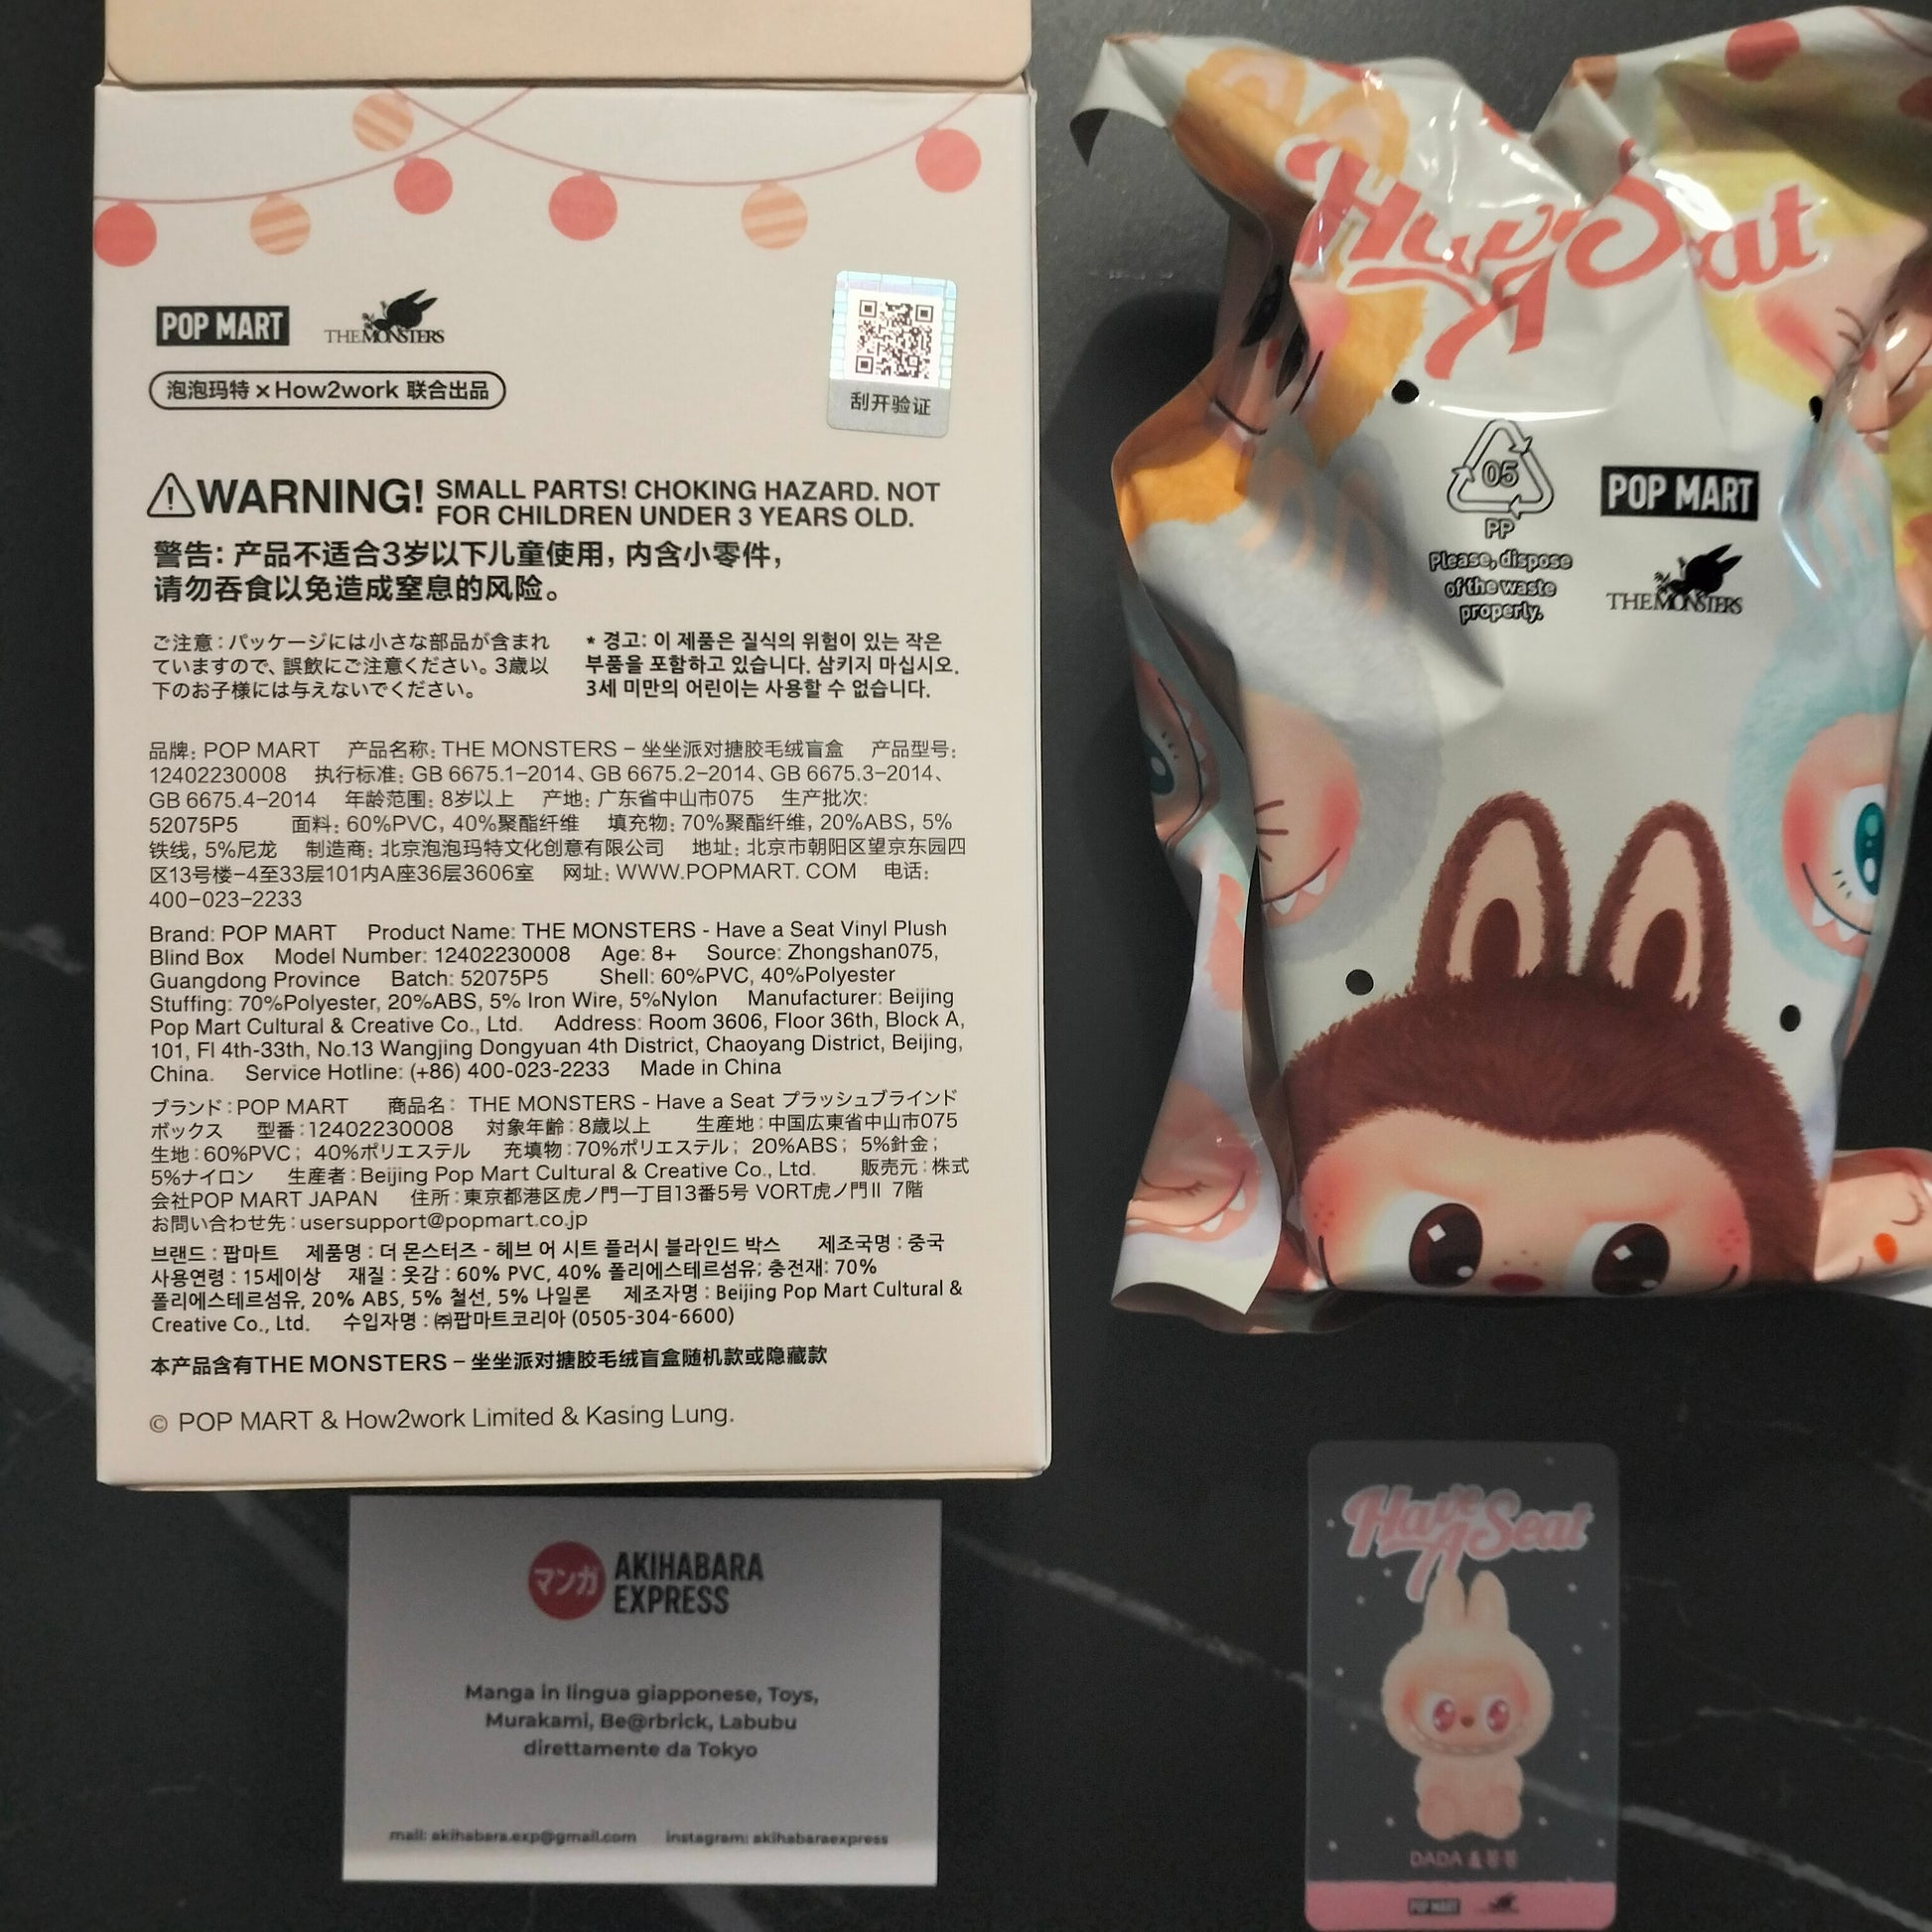 POP MART
THE MONSTERS
泡泡玛特 × How2work 联合出品
刮开验证
WARNING! SMALL PARTS! CHOKING HAZARD. NOT
FOR CHILDREN UNDER 3 YEARS OLD.
警告: 产品不适合3岁以下儿童使用, 内含小零件,
请勿吞食以免造成窒息的风险。
ご注意:パッケージには小さな部品が含まれ
ていますので、誤飲にご注意ください。3歳以
下のお子様には与えないでください。
* 경고: 이 제품은 질식의 위험이 있는 작은
부품을 포함하고 있습니다. 삼키지 마십시오.
3세 미만의 어린이는 사용할 수 없습니다.
品牌: POP MART 产品名称: THE MONSTERS – 坐坐派对搪胶毛绒盲盒 产品型号:
12402230008 执行标准: GB 6675.1–2014、GB 6675.2–2014、GB 6675.3–2014、
GB 6675.4–2014 年龄范围: 8岁以上 产地: 广东省中山市075 生产批次:
52075P5 面料: 60%PVC, 40%聚酯纤维 填充物: 70%聚酯纤维, 20%ABS, 5%
铁线, 5%尼龙 制造商: 北京泡泡玛特文化创意有限公司 地址: 北京市朝阳区望京东园四
区13号楼–4至33层101内A座36层3606室 网址: WWW.POPMART. COM 电话:
400–023–2233
Brand: POP MART Product Name: THE MONSTERS - Have a Seat Vinyl Plush
Blind Box Model Number: 12402230008 Age: 8+ Source: Zhongshan075,
Guangdong Province Batch: 52075P5 Shell: 60%PVC, 40%Polyester
Stuffing: 70%Polyester, 20%ABS, 5% Iron Wire, 5%Nylon Manufacturer: Beijing
Pop Mart Cultural & Creative Co., Ltd. Address: Room 3606, Floor 36th, Block A,
101, Fl 4th-33th, No.13 Wangjing Dongyuan 4th District, Chaoyang District, Beijing,
China. Service Hotline: (+86) 400-023-2233 Made in China
ブランド:POP MART 商品名: THE MONSTERS - Have a Seat プラッシュブラインド
ボックス 型番:12402230008 対象年齢:8歳以上 生産地:中国広東省中山市075
生地:60%PVC; 40%ポリエステル 充填物:70%ポリエステル; 20%ABS; 5%針金;
5%ナイロン 生産者:Beijing Pop Mart Cultural & Creative Co., Ltd. 販売元:株式
会社POP MART JAPAN 住所:東京都港区虎ノ門一丁目13番5号 VORT虎ノ門II 7階
お問い合わせ先:usersupport@popmart.co.jp
브랜드 : 팝마트 제품명 : 더 몬스터즈 - 헤브 어 시트 플러시 블라인드 박스 제조국명 : 중국
사용연령 : 15세이상 재질 : 옷감 : 60% PVC, 40% 폴리에스테르섬유; 충전재: 70%
폴리에스테르섬유, 20% ABS, 5% 철선, 5% 나일론 제조자명 : Beijing Pop Mart Cultural &
Creative Co., Ltd. 수입자명 : ㈜팝마트코리아 (0505-304-6600)
本产品含有THE MONSTERS – 坐坐派对搪胶毛绒盲盒随机款或隐藏款
© POP MART & How2work Limited & Kasing Lung.
Have A Seat
05
PP
Please, dispose
of the waste
properly.
POP MART
THE MONSTERS
マンガ AKIHABARA
EXPRESS
Manga in lingua giapponese, Toys,
Murakami, Be@rbrick, Labubu
direttamente da Tokyo
mail: akihabara.exp@gmail.com instagram: akihabaraexpress
Have A Seat
DADA
POP MART